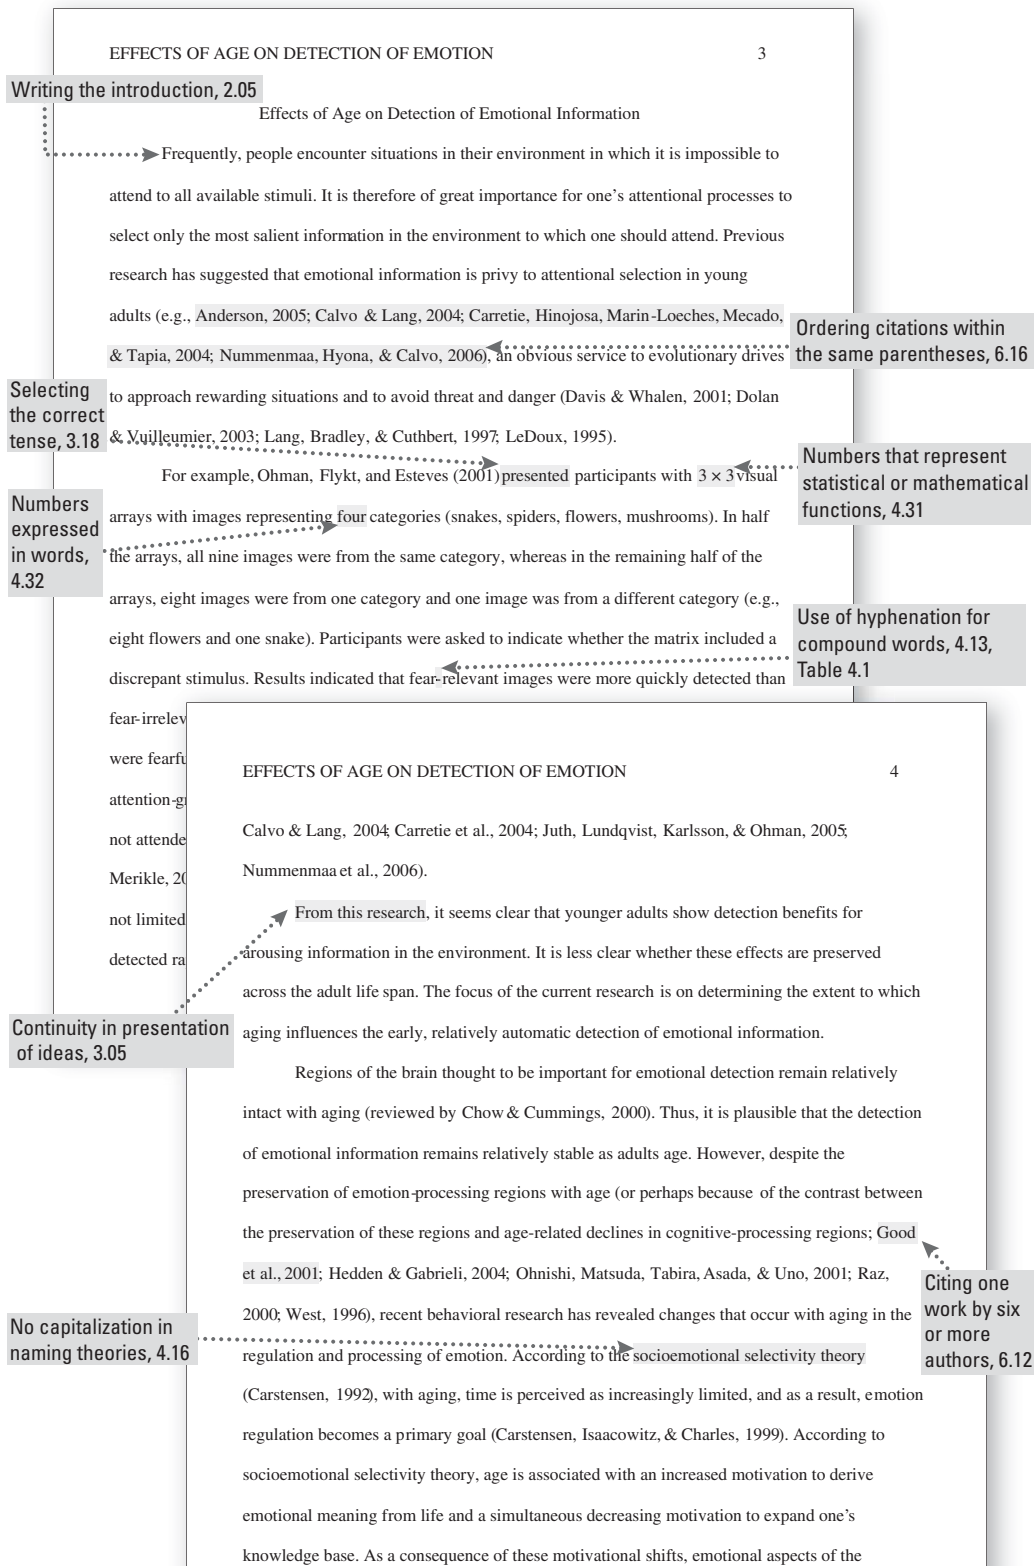 EFFECTS OF AGE ON DETECTION OF EMOTION 3
Writing the introduction, 2.05
Effects of Age on Detection of Emotional Information
Frequently, people encounter situations in their environment in which it is impossible to
attend to all available stimuli. It is therefore of great importance for one’s attentional processes to
select only the most salient information in the environment to which one should attend. Previous
research has suggested that emotional information is privy to attentional selection in young
adults (e.g., Anderson, 2005; Calvo & Lang, 2004; Carretie, Hinojosa, Marin-Loeches, Mecado,
& Tapia, 2004; Nummenmaa, Hyona, & Calvo, 2006), an obvious service to evolutionary drives
Ordering citations within
the same parentheses, 6.16
to approach rewarding situations and to avoid threat and danger (Davis & Whalen, 2001; Dolan
& Vuilleumier, 2003; Lang, Bradley, & Cuthbert, 1997; LeDoux, 1995).
Selecting
the correct
tense, 3.18
For example, Ohman, Flykt, and Esteves (2001) presented participants with 3 × 3 visual
Numbers that represent
statistical or mathematical
functions, 4.31
arrays with images representing four categories (snakes, spiders, flowers, mushrooms). In half
Numbers
expressed
in words,
4.32
the arrays, all nine images were from the same category, whereas in the remaining half of the
arrays, eight images were from one category and one image was from a different category (e.g.,
eight flowers and one snake). Participants were asked to indicate whether the matrix included a
Use of hyphenation for
compound words, 4.13,
Table 4.1
discrepant stimulus. Results indicated that fear-relevant images were more quickly detected than
fear-irrelev
were fearfu
attention-g
not attende
Merikle, 20
not limited
detected ra
EFFECTS OF AGE ON DETECTION OF EMOTION 4
Calvo & Lang, 2004; Carretie et al., 2004; Juth, Lundqvist, Karlsson, & Ohman, 2005;
Nummenmaa et al., 2006).
From this research, it seems clear that younger adults show detection benefits for
arousing information in the environment. It is less clear whether these effects are preserved
across the adult life span. The focus of the current research is on determining the extent to which
aging influences the early, relatively automatic detection of emotional information.
Continuity in presentation
of ideas, 3.05
Regions of the brain thought to be important for emotional detection remain relatively
intact with aging (reviewed by Chow & Cummings, 2000). Thus, it is plausible that the detection
of emotional information remains relatively stable as adults age. However, despite the
preservation of emotion-processing regions with age (or perhaps because of the contrast between
the preservation of these regions and age-related declines in cognitive-processing regions; Good
et al., 2001; Hedden & Gabrieli, 2004; Ohnishi, Matsuda, Tabira, Asada, & Uno, 2001; Raz,
Citing one
work by six
or more
authors, 6.12
2000; West, 1996), recent behavioral research has revealed changes that occur with aging in the
No capitalization in
naming theories, 4.16
regulation and processing of emotion. According to the socioemotional selectivity theory
(Carstensen, 1992), with aging, time is perceived as increasingly limited, and as a result, emotion
regulation becomes a primary goal (Carstensen, Isaacowitz, & Charles, 1999). According to
socioemotional selectivity theory, age is associated with an increased motivation to derive
emotional meaning from life and a simultaneous decreasing motivation to expand one’s
knowledge base. As a consequence of these motivational shifts, emotional aspects of the